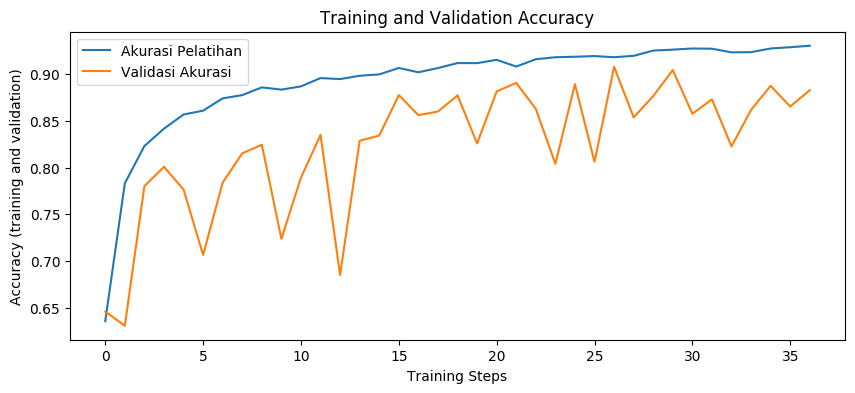 Training and Validation Accuracy
Akurasi Pelatihan
Validasi Akurasi
Accuracy (training and validation)
0.90
0.85
0.80
0.75
0.70
0.65
0 5 10 15 20 25 30 35
Training Steps